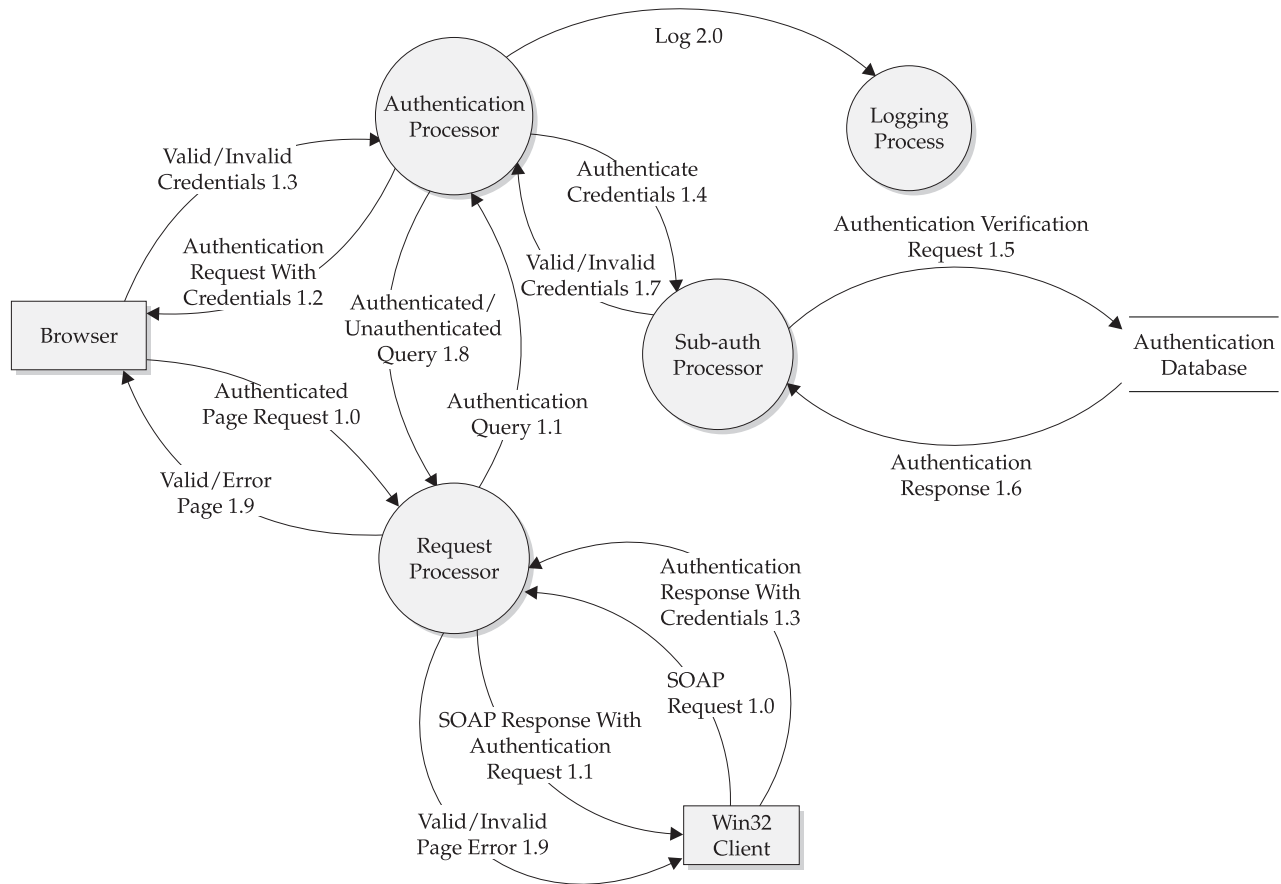 Log 2.0
Authentication
Processor
Logging
Process
Valid/Invalid
Credentials 1.3
Authenticate
Credentials 1.4
Authentication Verification
Request 1.5
Authentication
Request With
Credentials 1.2
Valid/Invalid
Credentials 1.7
Authenticated/
Unauthenticated
Query 1.8
Browser
Sub-auth
Processor
Authentication
Database
Authenticated
Page Request 1.0
Authentication
Query 1.1
Valid/Error
Page 1.9
Authentication
Response 1.6
Request
Processor
Authentication
Response With
Credentials 1.3
SOAP
Request 1.0
SOAP Response With
Authentication
Request 1.1
Valid/Invalid
Page Error 1.9
Win32
Client